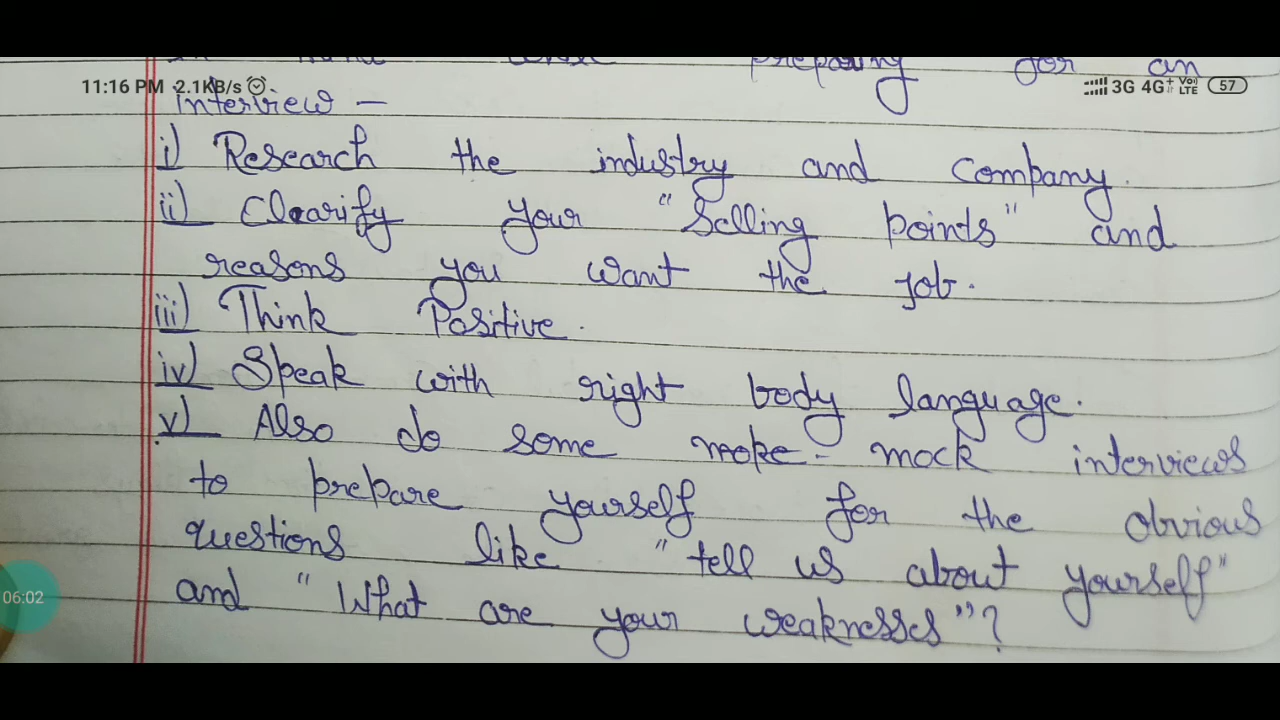 preparing for an
11:16 PM 2.1KB/s 3G 4G+ VoLTE 57
interview –
i) Research the industry and company.
ii) Clearify your "Selling points" and
reasons you want the job.
iii) Think Positive.
iv) Speak with right body language.
v) Also do some moke - mock interviews
to prepare yourself for the obvious
questions like "tell us about yourself"
and "What are your weaknesses"?
06:02